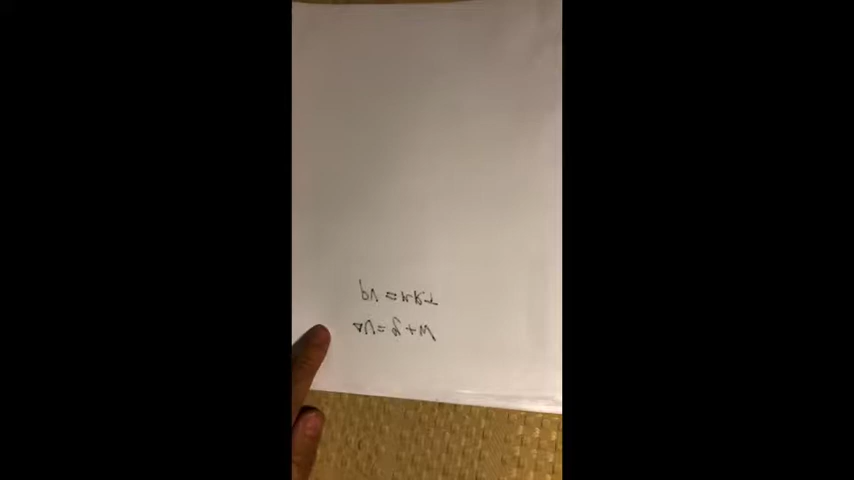 ΔU = Q + W
pV = nRT